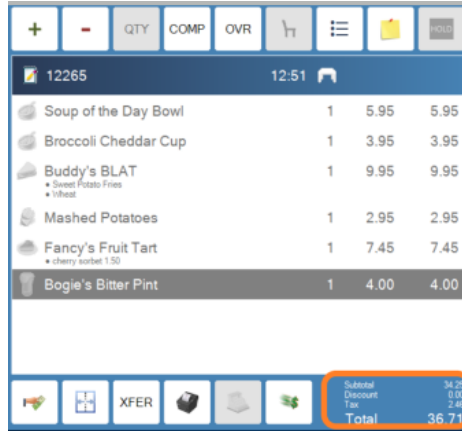 + - QTY COMP OVR HOLD
12265 12:51
Soup of the Day Bowl 1 5.95 5.95
Broccoli Cheddar Cup 1 3.95 3.95
Buddy's BLAT 1 9.95 9.95
• Sweet Potato Fries
• Wheat
Mashed Potatoes 1 2.95 2.95
Fancy's Fruit Tart 1 7.45 7.45
• cherry sorbet 1.50
Bogie's Bitter Pint 1 4.00 4.00
XFER
Subtotal 34.25
Discount 0.00
Tax 2.46
Total 36.71